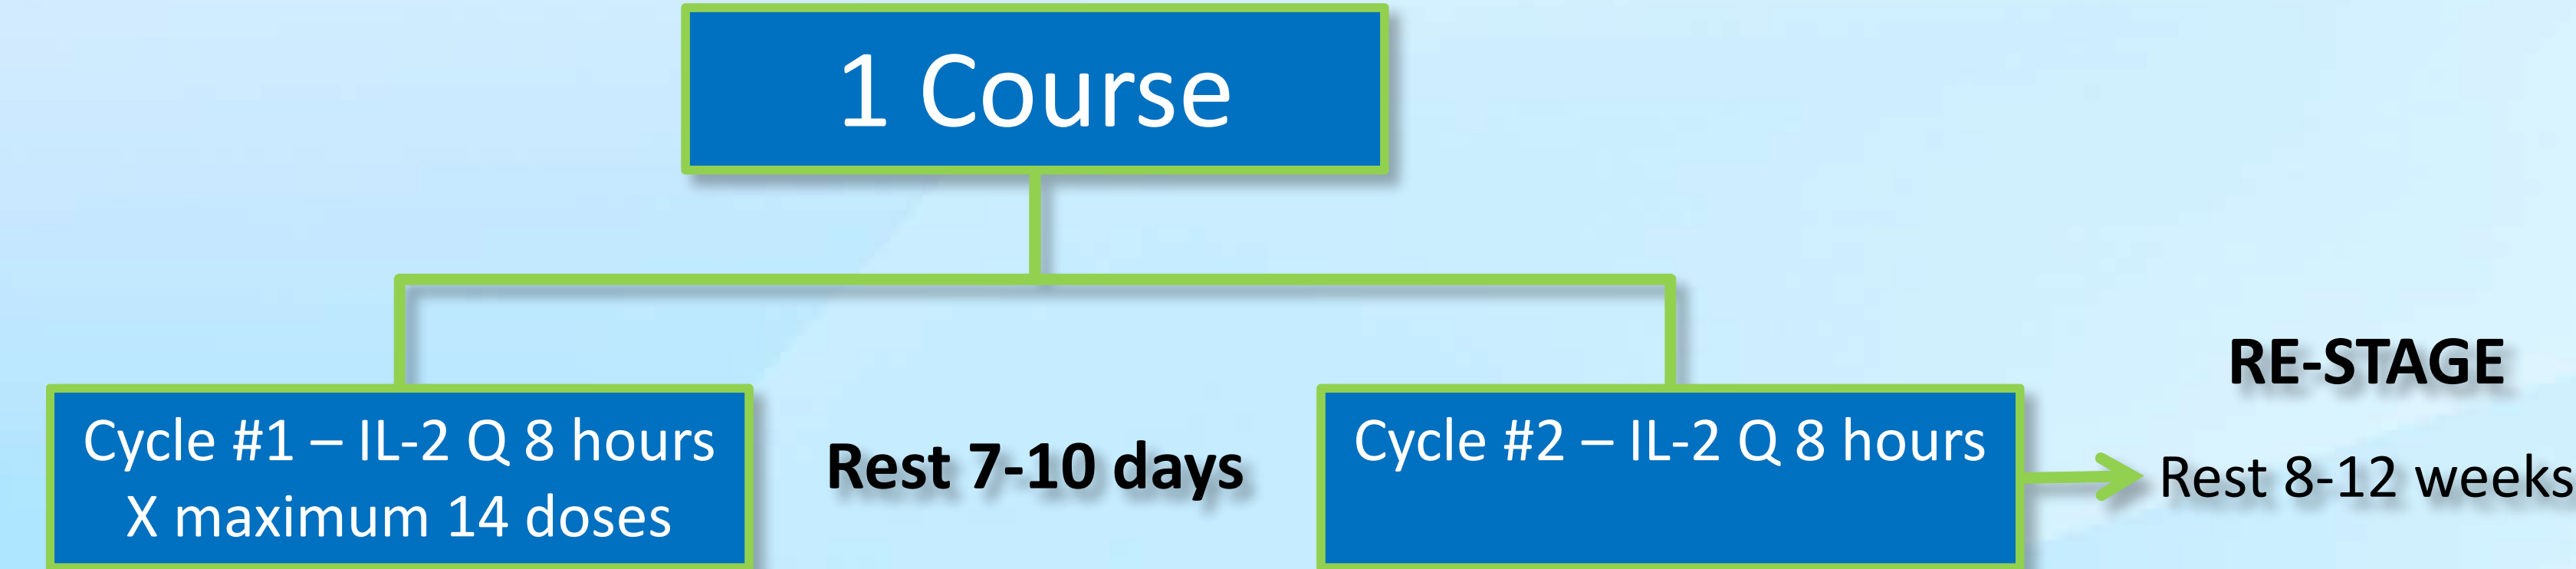 1 Course
Cycle #1 – IL-2 Q 8 hours
X maximum 14 doses
Rest 7-10 days
Cycle #2 – IL-2 Q 8 hours
RE-STAGE
Rest 8-12 weeks